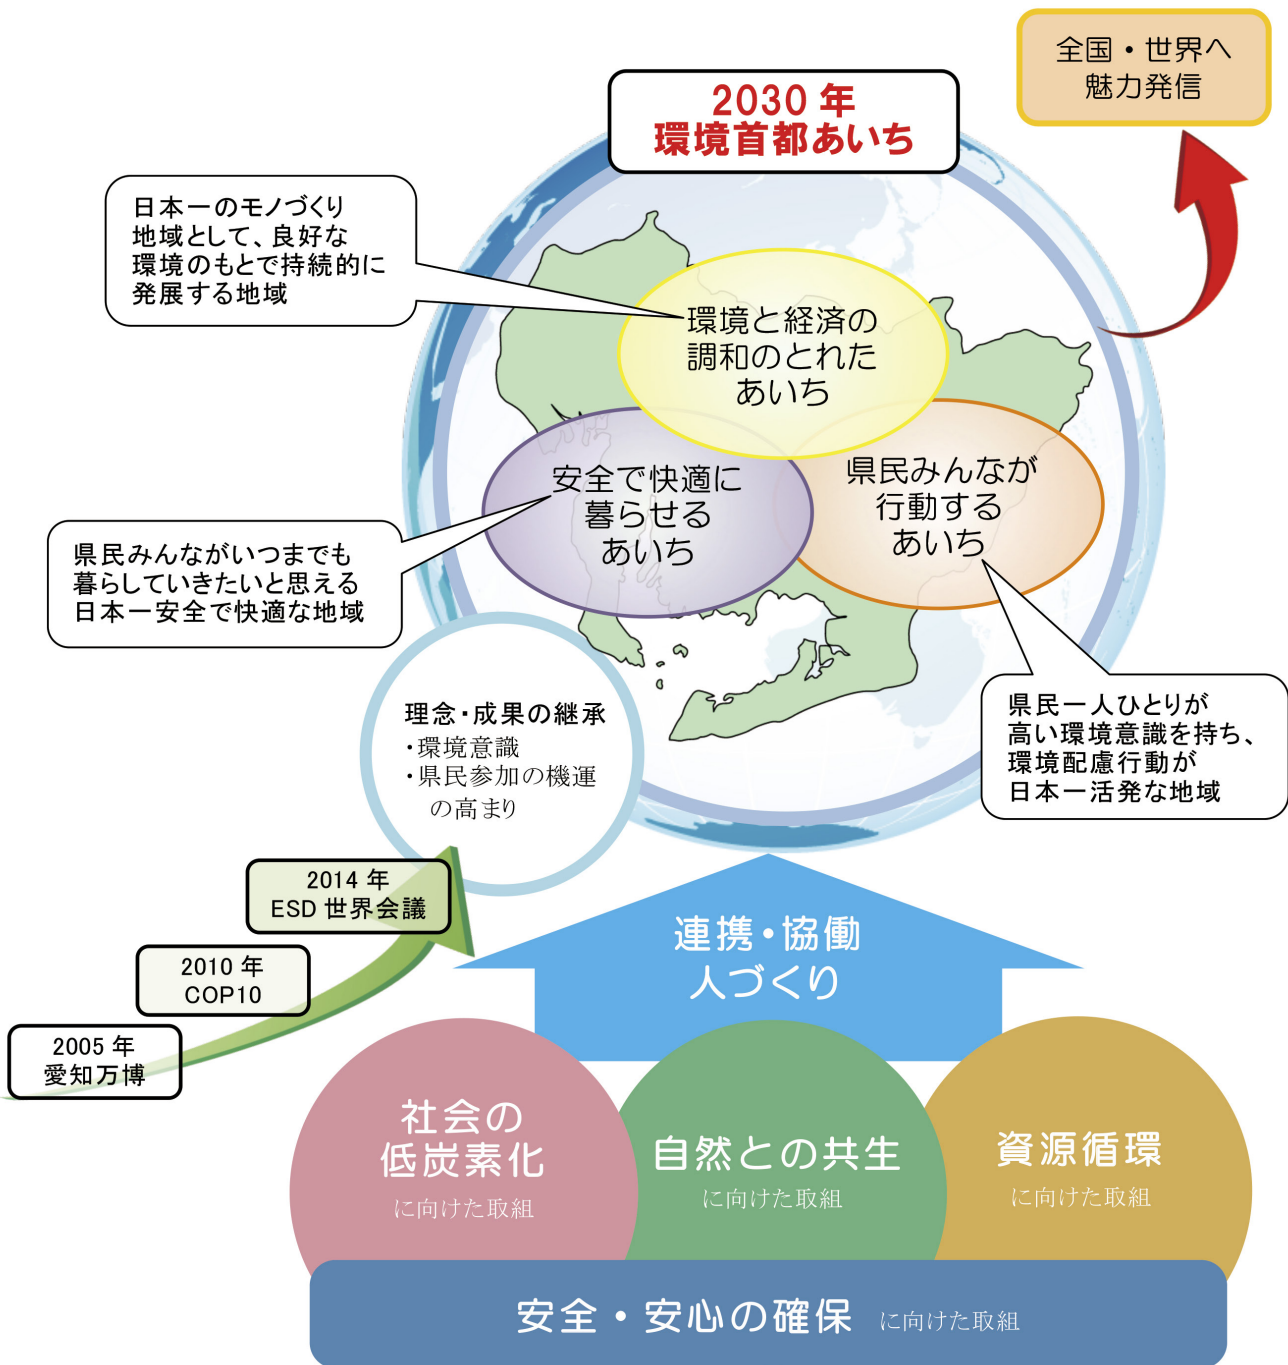 全国・世界へ
魅力発信
2030 年
環境首都あいち
日本一のモノづくり
地域として、良好な
環境のもとで持続的に
発展する地域
環境と経済の
調和のとれた
あいち
安全で快適に
暮らせる
あいち
県民みんなが
行動する
あいち
県民みんながいつまでも
暮らしていきたいと思える
日本一安全で快適な地域
県民一人ひとりが
高い環境意識を持ち、
環境配慮行動が
日本一活発な地域
理念・成果の継承
・環境意識
・県民参加の機運
の高まり
2014 年
ESD 世界会議
2010 年
COP10
2005 年
愛知万博
連携・協働
人づくり
社会の
低炭素化
に向けた取組
自然との共生
に向けた取組
資源循環
に向けた取組
安全・安心の確保 に向けた取組